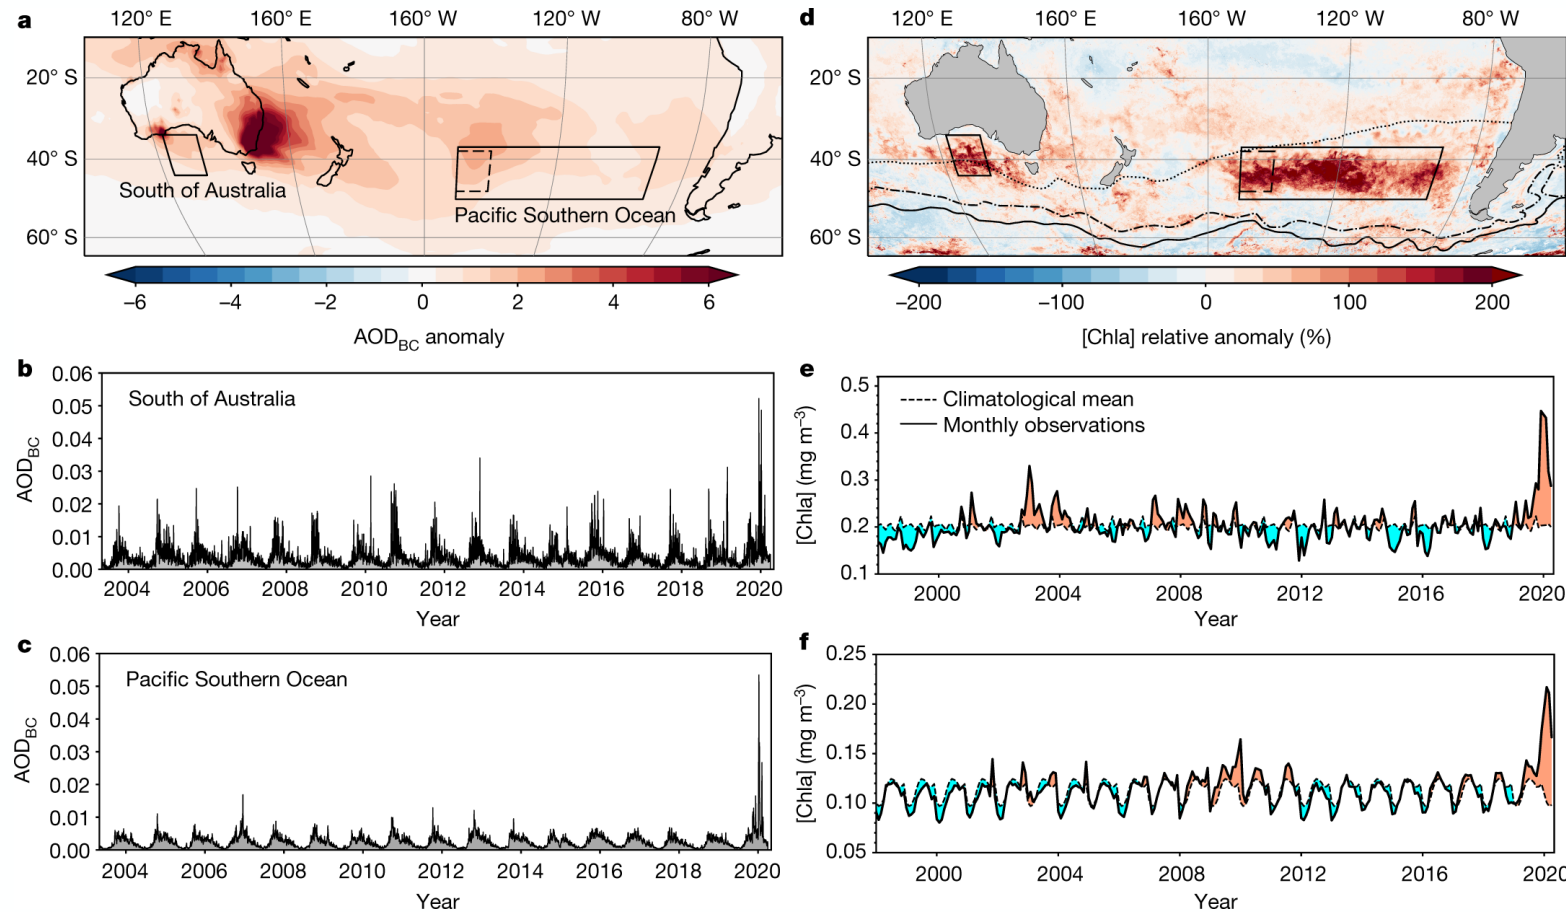 a
120° E 160° E 160° W 120° W 80° W
20° S
40° S
60° S
South of Australia
Pacific Southern Ocean
−6 −4 −2 0 2 4 6
AOD_BC anomaly
b
0.06
0.05
0.04
0.03
0.02
0.01
0.00
AOD_BC
South of Australia
2004 2006 2008 2010 2012 2014 2016 2018 2020
Year
c
0.06
0.05
0.04
0.03
0.02
0.01
0.00
AOD_BC
Pacific Southern Ocean
2004 2006 2008 2010 2012 2014 2016 2018 2020
Year
d
120° E 160° E 160° W 120° W 80° W
20° S
40° S
60° S
−200 −100 0 100 200
[Chla] relative anomaly (%)
e
0.5
0.4
0.3
0.2
0.1
[Chla] (mg m⁻³)
Climatological mean
Monthly observations
2000 2004 2008 2012 2016 2020
Year
f
0.25
0.20
0.15
0.10
0.05
[Chla] (mg m⁻³)
2000 2004 2008 2012 2016 2020
Year